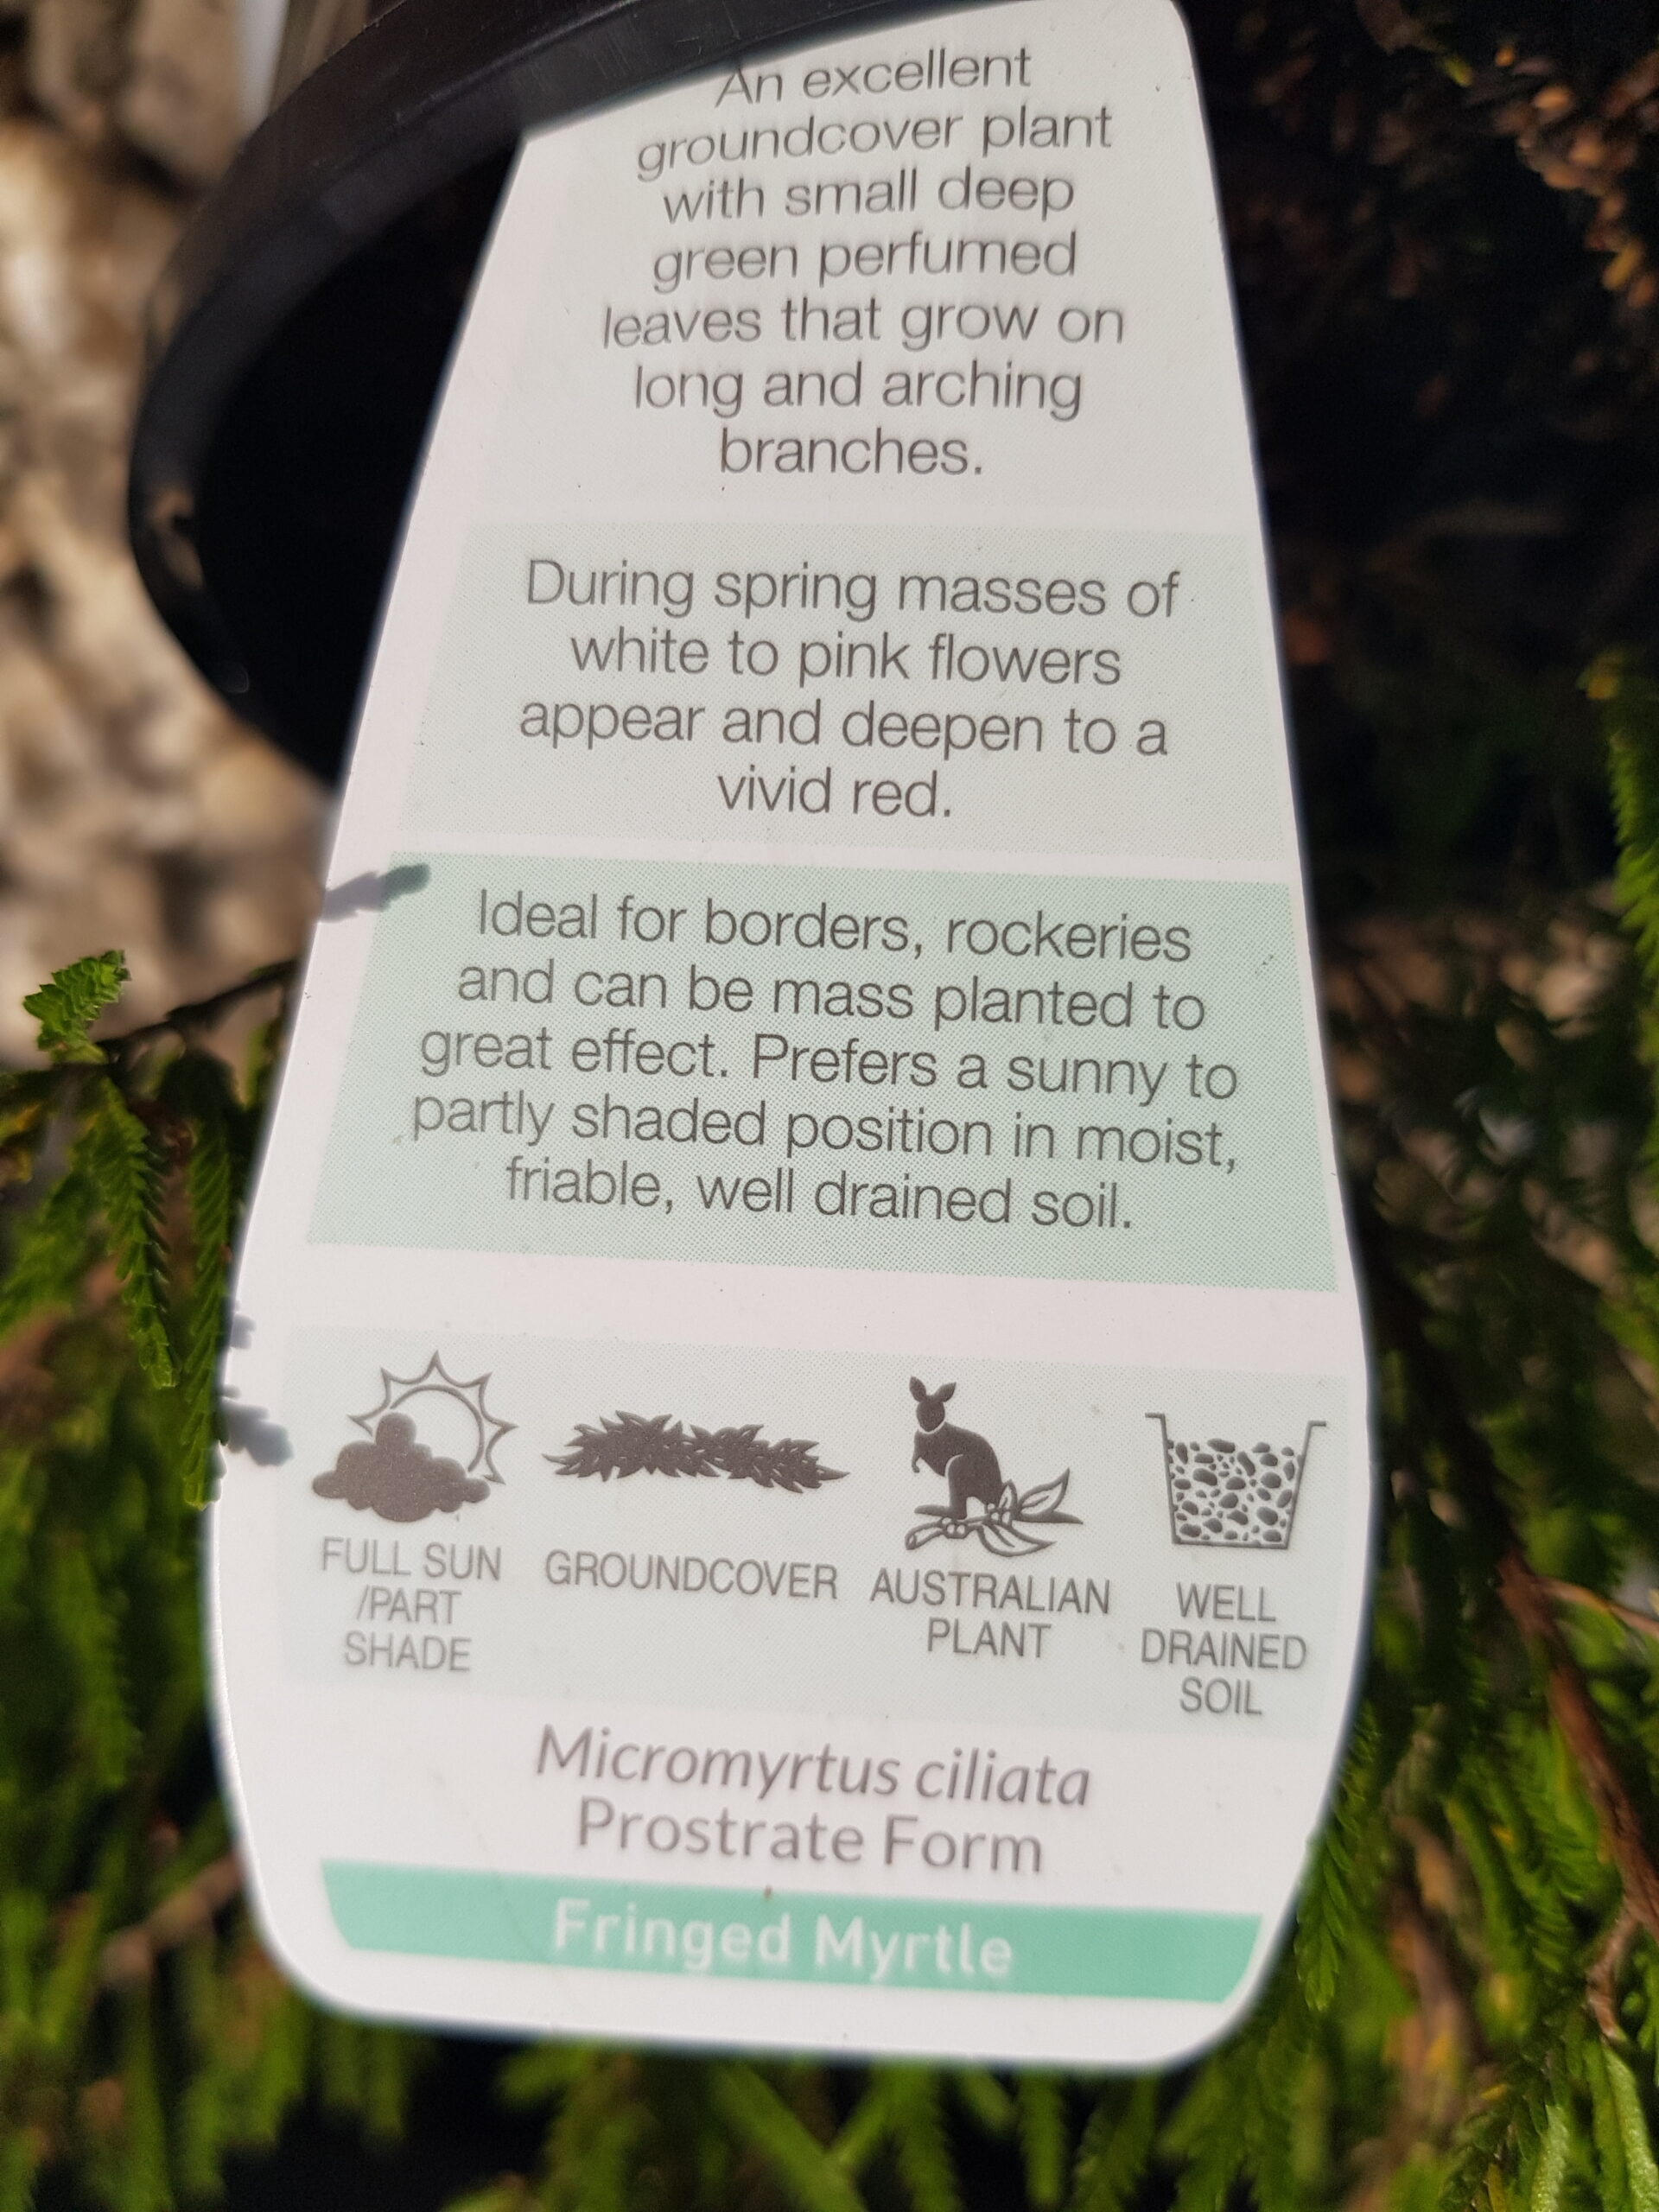 An excellent
groundcover plant
with small deep
green perfumed
leaves that grow on
long and arching
branches.
During spring masses of
white to pink flowers
appear and deepen to a
vivid red.
Ideal for borders, rockeries
and can be mass planted to
great effect. Prefers a sunny to
partly shaded position in moist,
friable, well drained soil.
FULL SUN
/PART
SHADE
GROUNDCOVER
AUSTRALIAN
PLANT
WELL
DRAINED
SOIL
Micromyrtus ciliata
Prostrate Form
Fringed Myrtle